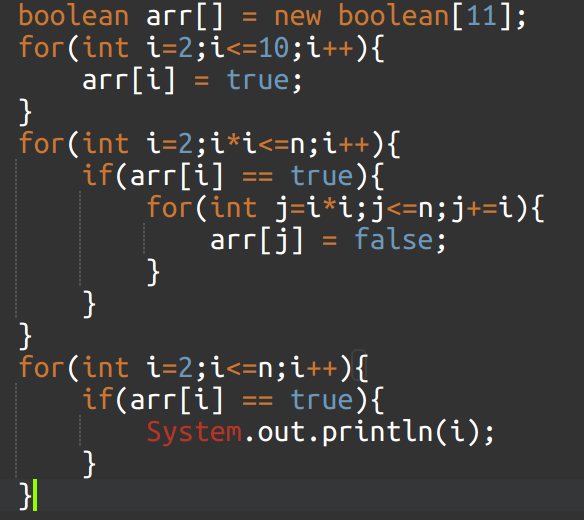 boolean arr[] = new boolean[11];
for(int i=2;i<=10;i++){
    arr[i] = true;
}
for(int i=2;i*i<=n;i++){
    if(arr[i] == true){
        for(int j=i*i;j<=n;j+=i){
            arr[j] = false;
        }
    }
}
for(int i=2;i<=n;i++){
    if(arr[i] == true){
        System.out.println(i);
    }
}